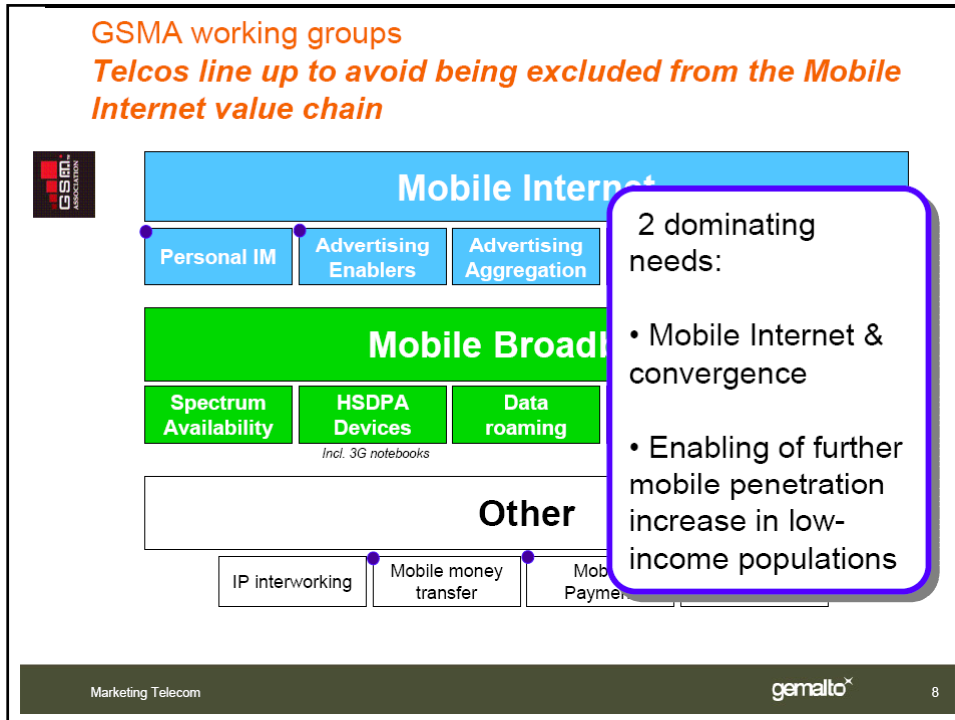 GSMA working groups
Telcos line up to avoid being excluded from the Mobile
Internet value chain
GSM
ASSOCIATION
Mobile Internet
Personal IM
Advertising
Enablers
Advertising
Aggregation
Mobile
Spectrum
Availability
HSDPA
Devices
Data
roaming
Incl. 3G notebooks
Other
IP interworking
Mobile money
transfer
2 dominating
needs:
• Mobile Internet &
convergence
• Enabling of further
mobile penetration
increase in low-
income populations
Marketing Telecom
gemalto
8